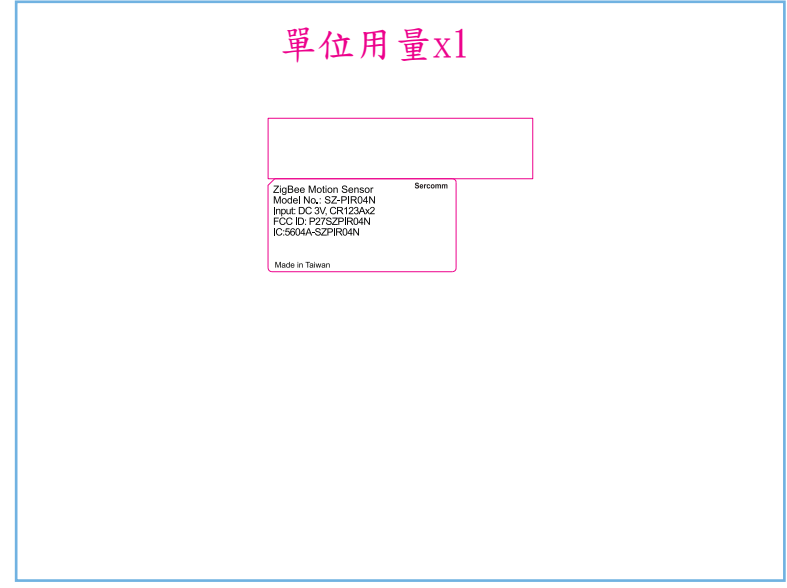 單位用量x1
ZigBee Motion Sensor
Sercomm
Model No.: SZ-PIR04N
Input: DC 3V, CR123Ax2
FCC ID: P27SZPIR04N
IC:5604A-SZPIR04N
Made in Taiwan